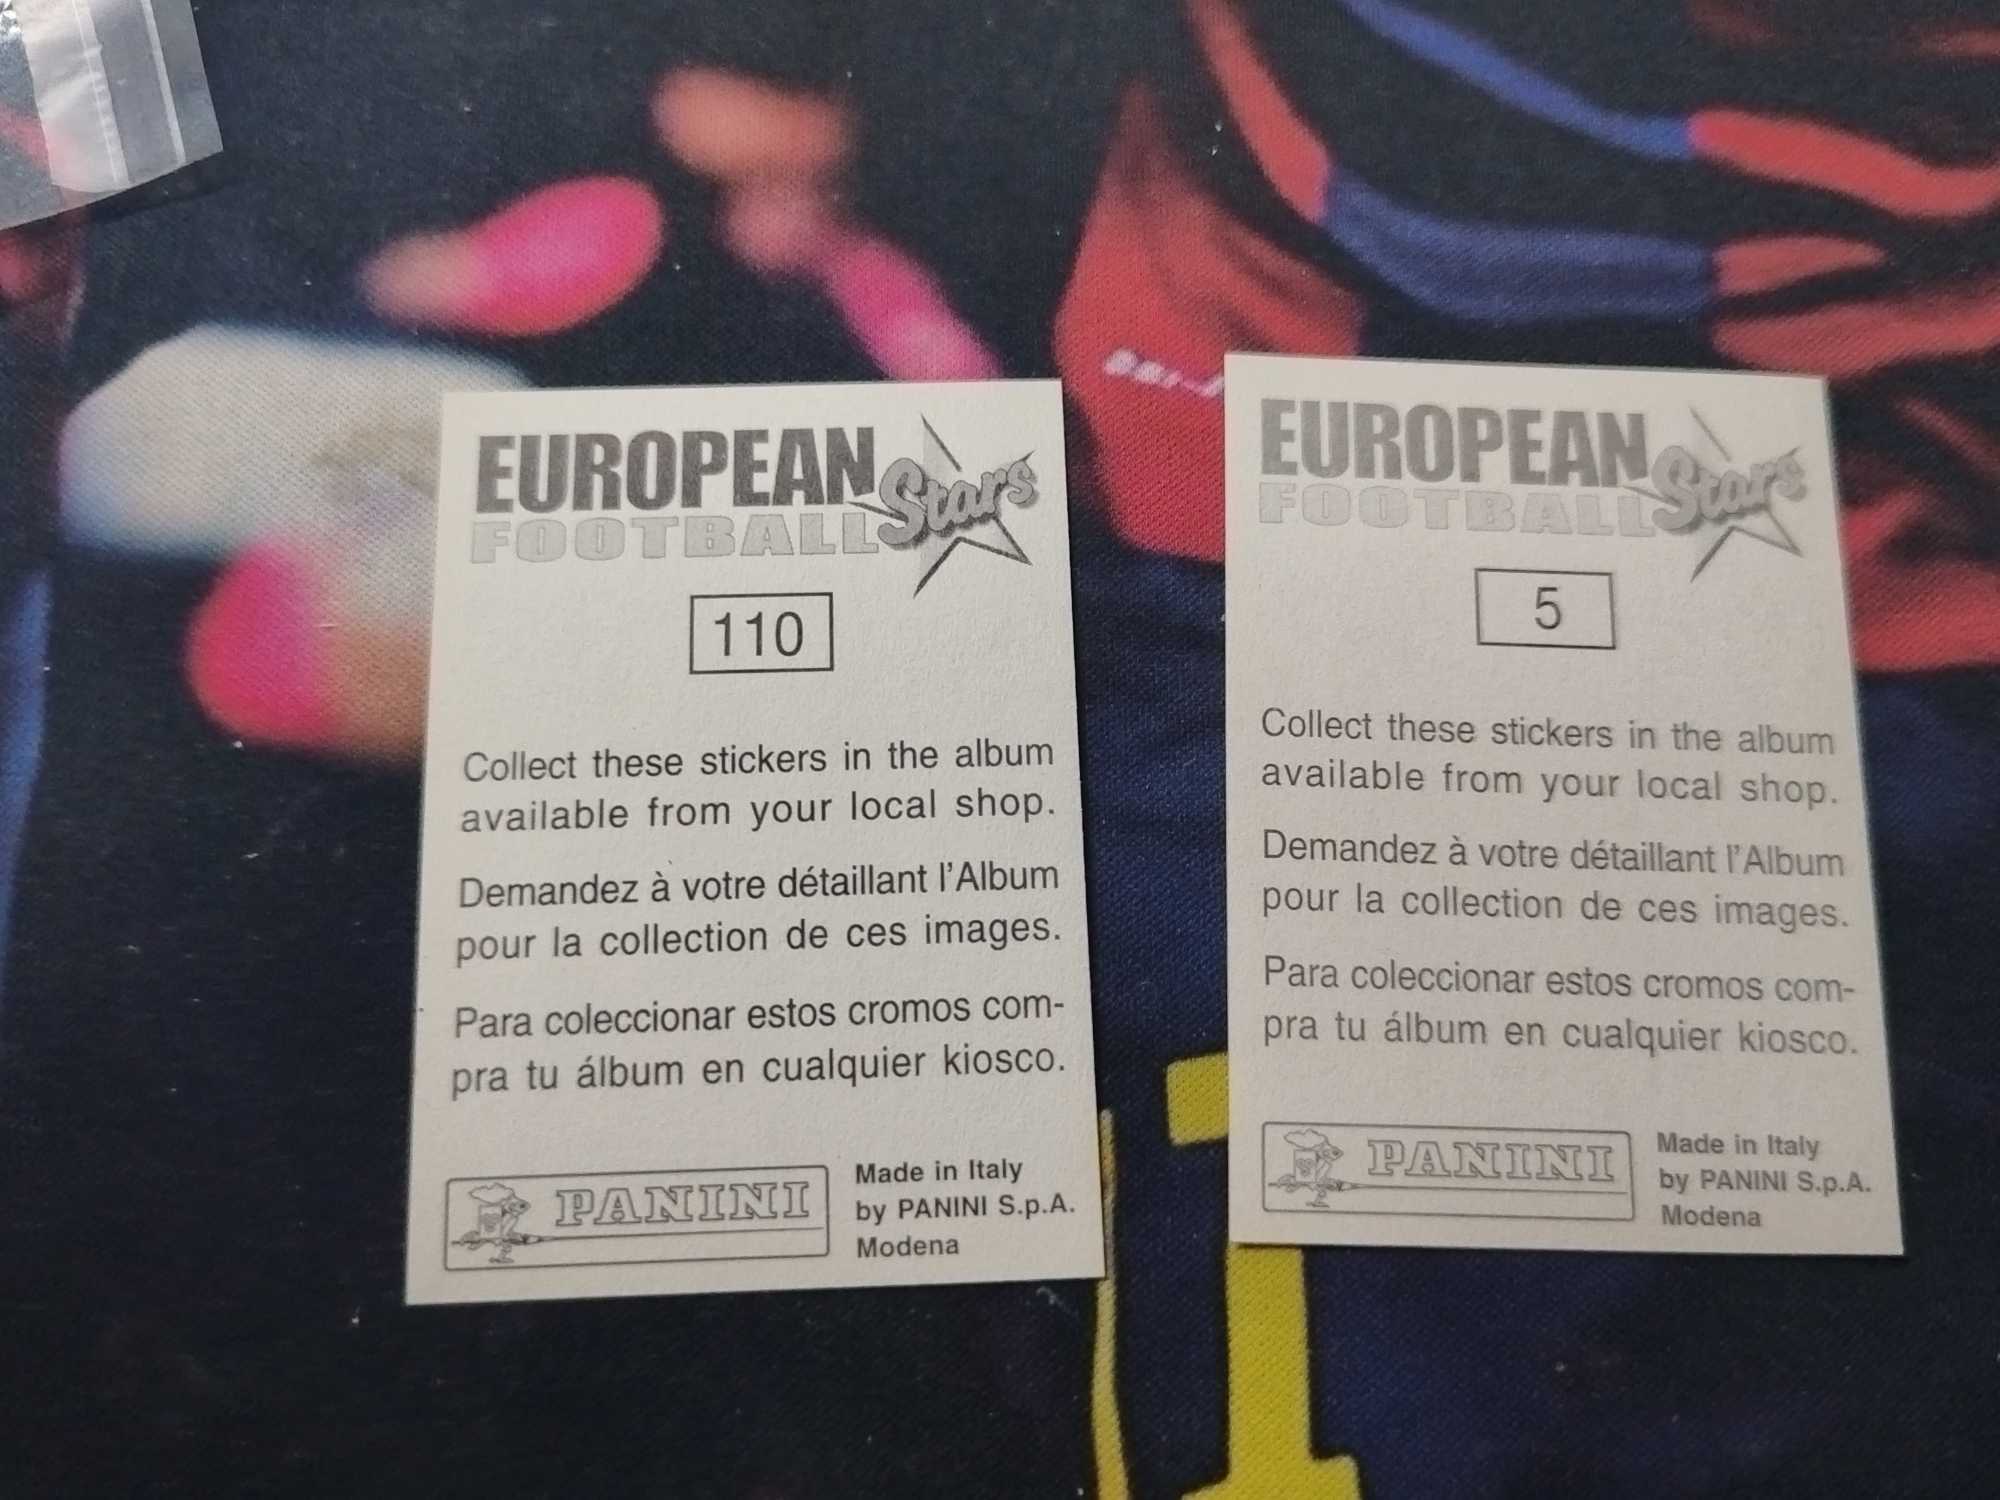 EUROPEAN
FOOTBALL Stars
110
Collect these stickers in the album
available from your local shop.
Demandez à votre détaillant l'Album
pour la collection de ces images.
Para coleccionar estos cromos com-
pra tu álbum en cualquier kiosco.
PANINI
Made in Italy
by PANINI S.p.A.
Modena
EUROPEAN
FOOTBALL Stars
5
Collect these stickers in the album
available from your local shop.
Demandez à votre détaillant l'Album
pour la collection de ces images.
Para coleccionar estos cromos com-
pra tu álbum en cualquier kiosco.
PANINI
Made in Italy
by PANINI S.p.A.
Modena